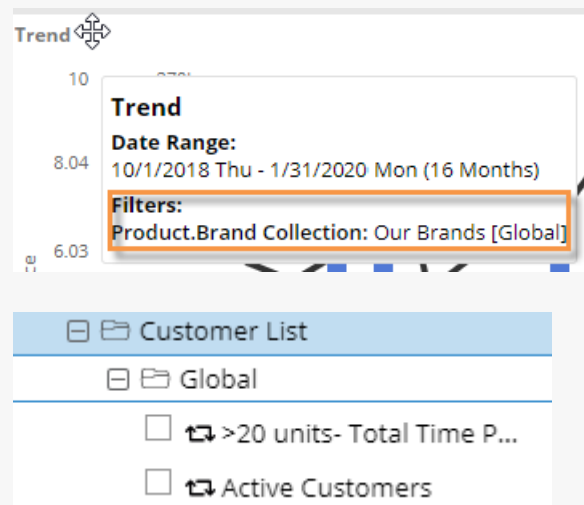 Trend
10
Trend
Date Range:
8.04
10/1/2018 Thu - 1/31/2020 Mon (16 Months)
Filters:
Product.Brand Collection: Our Brands [Global]
6.03
Customer List
Global
>20 units- Total Time P...
Active Customers